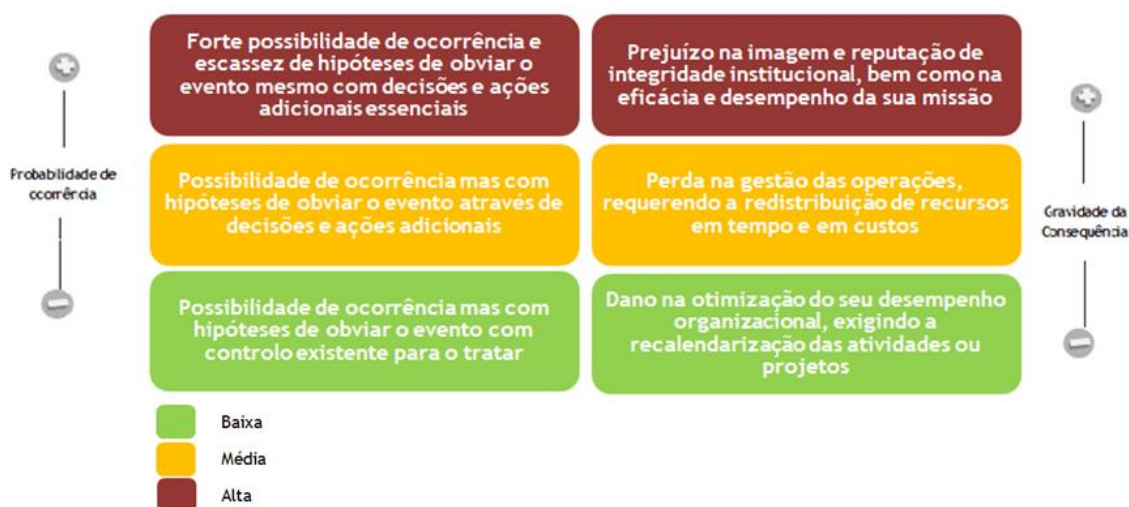 Forte possibilidade de ocorrência e
escassez de hipóteses de obviar o
evento mesmo com decisões e ações
adicionais essenciais
Prejuízo na imagem e reputação de
integridade institucional, bem como na
eficácia e desempenho da sua missão
Probabilidade de
ocorrência
Possibilidade de ocorrência mas com
hipóteses de obviar o evento através de
decisões e ações adicionais
Perda na gestão das operações,
requerendo a redistribuição de recursos
em tempo e em custos
Gravidade da
Consequência
Possibilidade de ocorrência mas com
hipóteses de obviar o evento com
controlo existente para o tratar
Dano na otimização do seu desempenho
organizacional, exigindo a
recalendarização das atividades ou
projetos
Baixa
Média
Alta